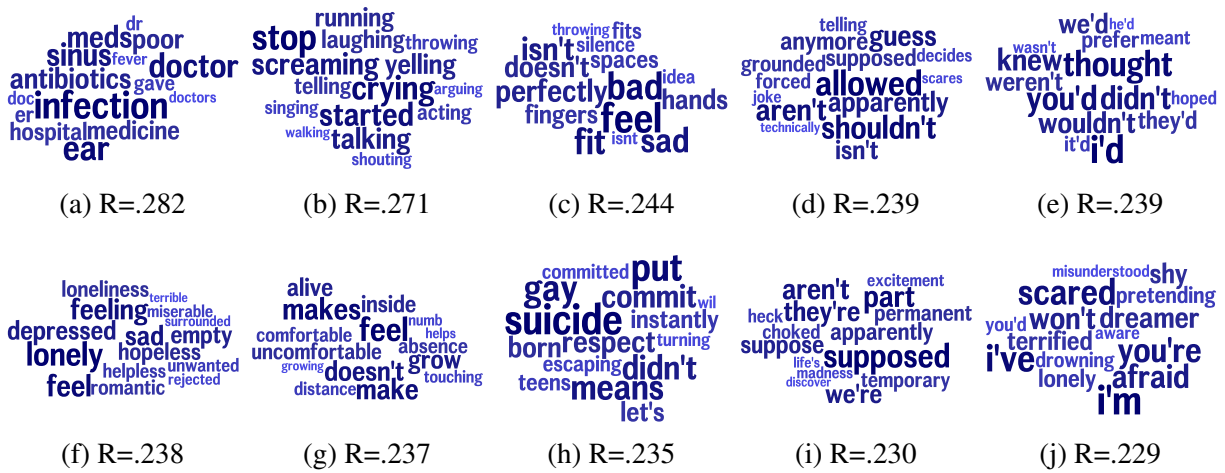 dr
meds poor
sinus fever doctor
antibiotics gave
doc infection doctors
er
hospital medicine
ear
(a) R=.282
running
stop laughing throwing
screaming yelling
telling crying arguing
singing started acting
walking talking
shouting
(b) R=.271
throwing fits
isn't silence
doesn't spaces
perfectly bad idea
hands
fingers feel
fit isnt sad
(c) R=.244
telling
anymore guess
grounded supposed decides
forced allowed scares
joke
aren't apparently
technically shouldn't
isn't
(d) R=.239
we'd he'd
wasn't prefer meant
knew thought
weren't
you'd didn't hoped
wouldn't they'd
it'd i'd
(e) R=.239
loneliness
feeling terrible
miserable
surrounded
depressed sad empty
lonely hopeless
helpless unwanted
feel romantic rejected
(f) R=.238
alive
makes inside
comfortable feel numb
helps
uncomfortable absence
growing doesn't grow
touching
distance make
(g) R=.237
committed put
gay commit wil
suicide instantly
born respect turning
escaping didn't
teens means
let's
(h) R=.235
excitement
aren't part
heck they're permanent
choked apparently
suppose supposed
life's
madness
discover temporary
we're
(i) R=.230
misunderstood shy
scared pretending
you'd won't dreamer
terrified aware
i've drowning you're
lonely afraid
i'm
(j) R=.229